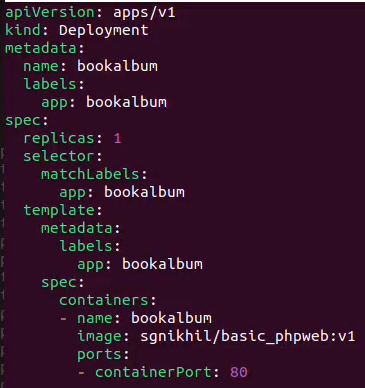 apiVersion: apps/v1
kind: Deployment
metadata:
  name: bookalbum
  labels:
    app: bookalbum
spec:
  replicas: 1
  selector:
    matchLabels:
      app: bookalbum
  template:
    metadata:
      labels:
        app: bookalbum
    spec:
      containers:
      - name: bookalbum
        image: sgnikhil/basic_phpweb:v1
        ports:
        - containerPort: 80